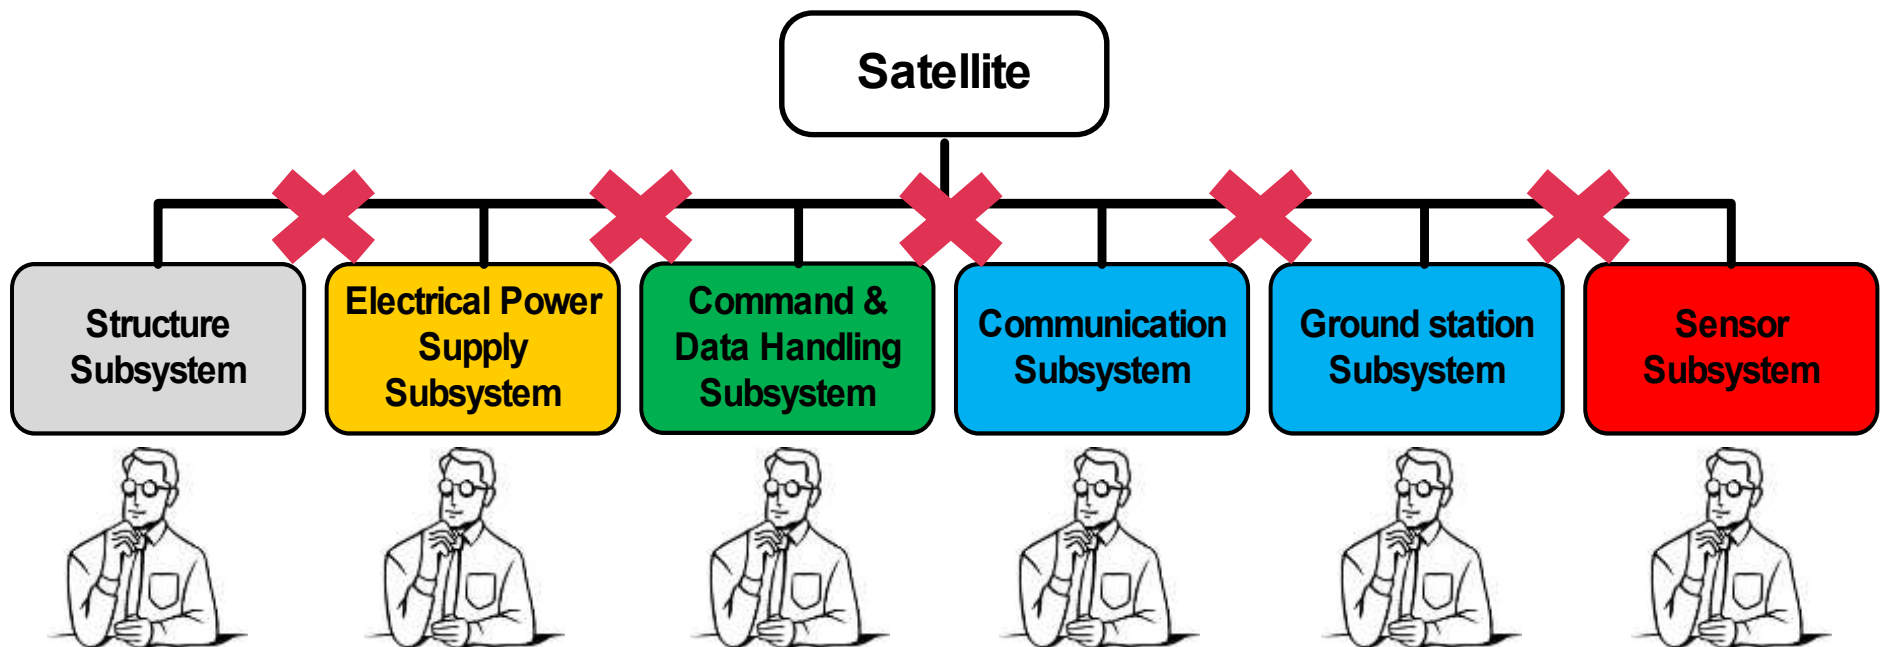 Satellite
Structure
Subsystem
Electrical Power
Supply
Subsystem
Command &
Data Handling
Subsystem
Communication
Subsystem
Ground station
Subsystem
Sensor
Subsystem